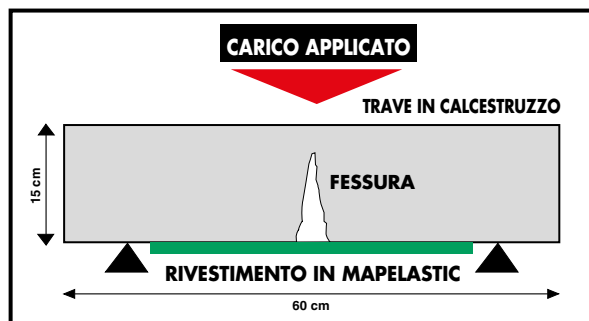 CARICO APPLICATO
TRAVE IN CALCESTRUZZO
15 cm
FESSURA
RIVESTIMENTO IN MAPELASTIC
60 cm